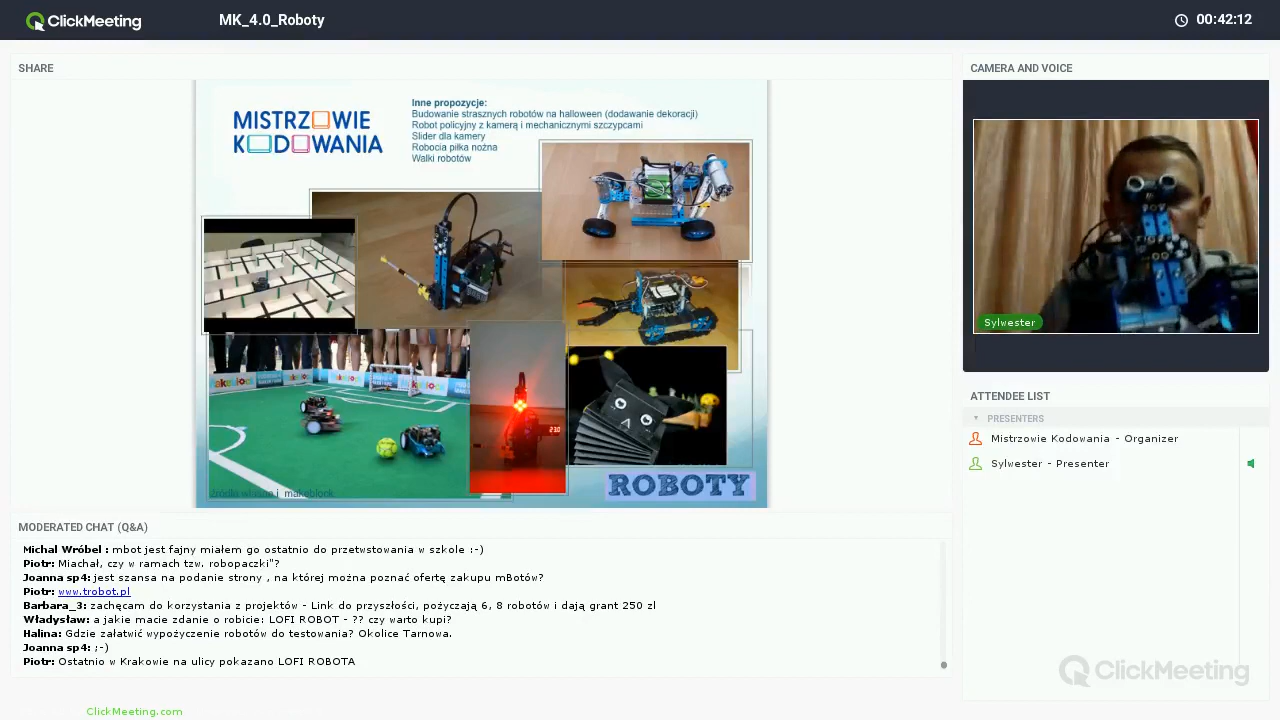 ClickMeeting
MK_4.0_Roboty
00:42:12
SHARE
MISTRZOWIE
KODOWANIA
Inne propozycje:
Budowanie strasznych robotów na halloween (dodawanie dekoracji)
Robot policyjny z kamerą i mechanicznymi szczypcami
Slider dla kamery
Robocia piłka nożna
Walki robotów
źródło własne i makeblock
ROBOTY
CAMERA AND VOICE
Sylwester
ATTENDEE LIST
PRESENTERS
Mistrzowie Kodowania - Organizer
Sylwester - Presenter
MODERATED CHAT (Q&A)
Michal Wróbel : mbot jest fajny miałem go ostatnio do przetwstowania w szkole :-)
Piotr: Miachał, czy w ramach tzw. robopaczki"?
Joanna sp4: jest szansa na podanie strony , na której można poznać ofertę zakupu mBotów?
Piotr: www.trobot.pl
Barbara_3: zachęcam do korzystania z projektów - Link do przyszłości, pożyczają 6, 8 robotów i dają grant 250 zl
Władysław: a jakie macie zdanie o robicie: LOFI ROBOT - ?? czy warto kupi?
Halina: Gdzie załatwić wypożyczenie robotów do testowania? Okolice Tarnowa.
Joanna sp4: ;-)
Piotr: Ostatnio w Krakowie na ulicy pokazano LOFI ROBOTA
ClickMeeting
ClickMeeting.com